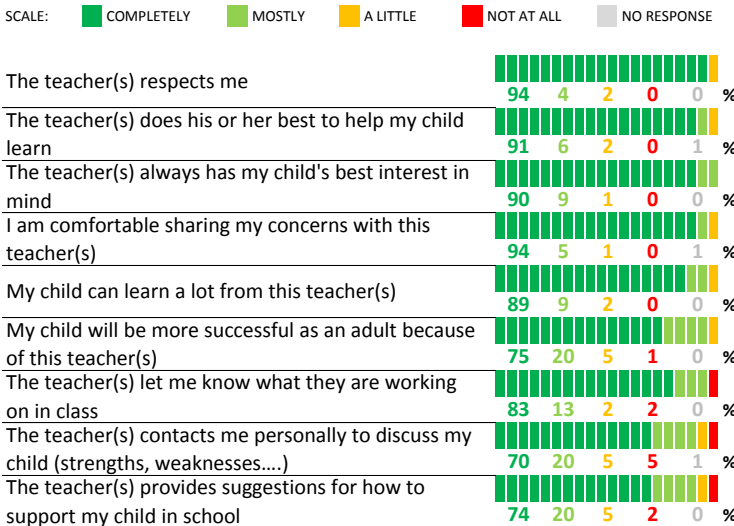 SCALE: COMPLETELY MOSTLY A LITTLE NOT AT ALL NO RESPONSE
The teacher(s) respects me
94 4 2 0 0 %
The teacher(s) does his or her best to help my child
learn
91 6 2 0 1 %
The teacher(s) always has my child's best interest in
mind
90 9 1 0 0 %
I am comfortable sharing my concerns with this
teacher(s)
94 5 1 0 1 %
My child can learn a lot from this teacher(s)
89 9 2 0 0 %
My child will be more successful as an adult because
of this teacher(s)
75 20 5 1 0 %
The teacher(s) let me know what they are working
on in class
83 13 2 2 0 %
The teacher(s) contacts me personally to discuss my
child (strengths, weaknesses....)
70 20 5 5 1 %
The teacher(s) provides suggestions for how to
support my child in school
74 20 5 2 0 %